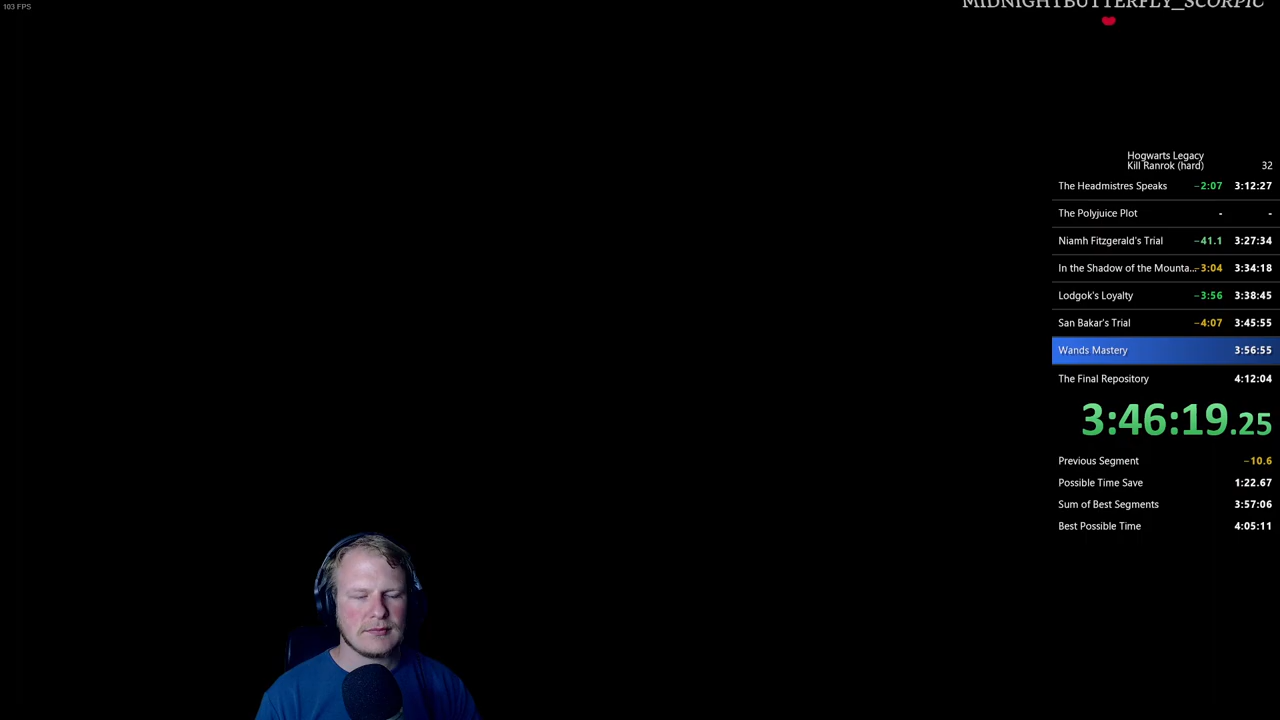 103 FPS
MIDNIGHTBUTTERFLY_SCORPIC
Hogwarts Legacy
Kill Ranrok (hard) 32
The Headmistres Speaks -2:07 3:12:27
The Polyjuice Plot - -
Niamh Fitzgerald's Trial -41.1 3:27:34
In the Shadow of the Mounta... -3:04 3:34:18
Lodgok's Loyalty -3:56 3:38:45
San Bakar's Trial -4:07 3:45:55
Wands Mastery 3:56:55
The Final Repository 4:12:04
3:46:19.25
Previous Segment -10.6
Possible Time Save 1:22.67
Sum of Best Segments 3:57:06
Best Possible Time 4:05:11